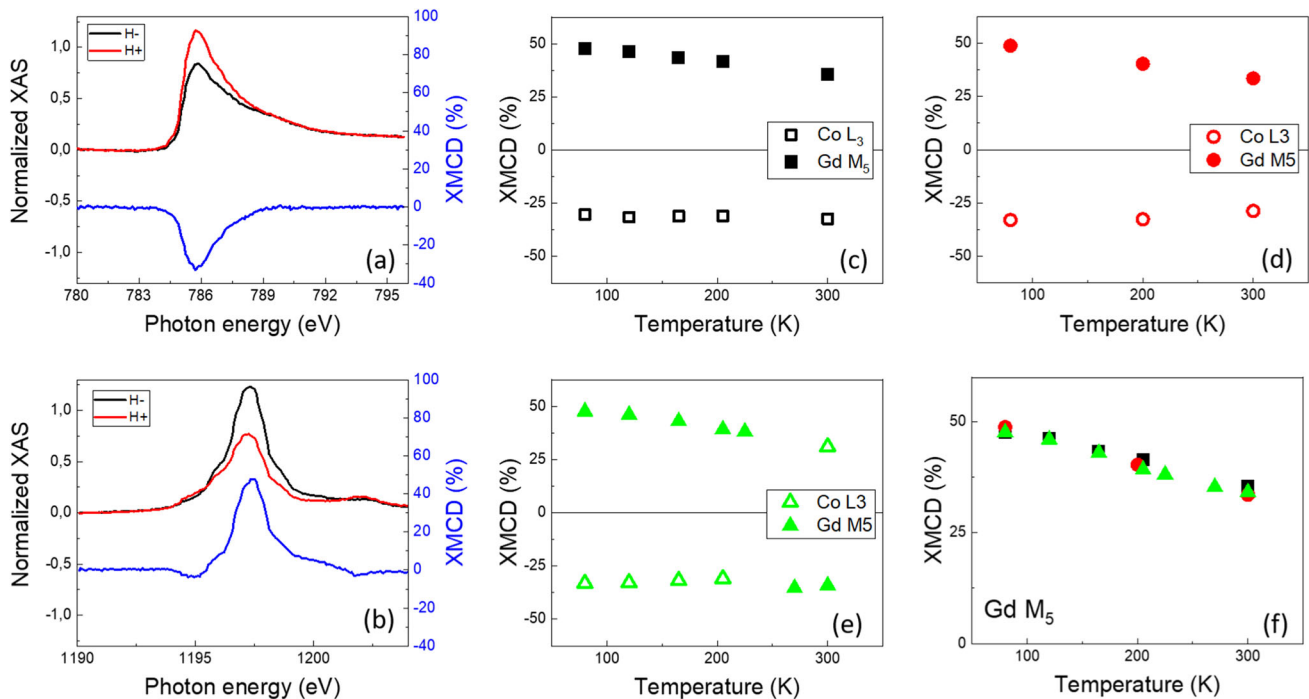 H-
H+
1,0
0,5
0,0
-0,5
-1,0
Normalized XAS
100
80
60
40
20
0
-20
-40
XMCD (%)
780 783 786 789 792 795
Photon energy (eV)
(a)
50
25
0
-25
-50
XMCD (%)
Co L3
Gd M5
100 200 300
Temperature (K)
(c)
50
25
0
-25
-50
XMCD (%)
Co L3
Gd M5
100 200 300
Temperature (K)
(d)
H-
H+
1,0
0,5
0,0
-0,5
-1,0
Normalized XAS
100
80
60
40
20
0
-20
-40
XMCD (%)
1190 1195 1200
Photon energy (eV)
(b)
50
25
0
-25
-50
XMCD (%)
Co L3
Gd M5
100 200 300
Temperature (K)
(e)
50
25
0
XMCD (%)
Gd M5
100 200 300
Temperature (K)
(f)